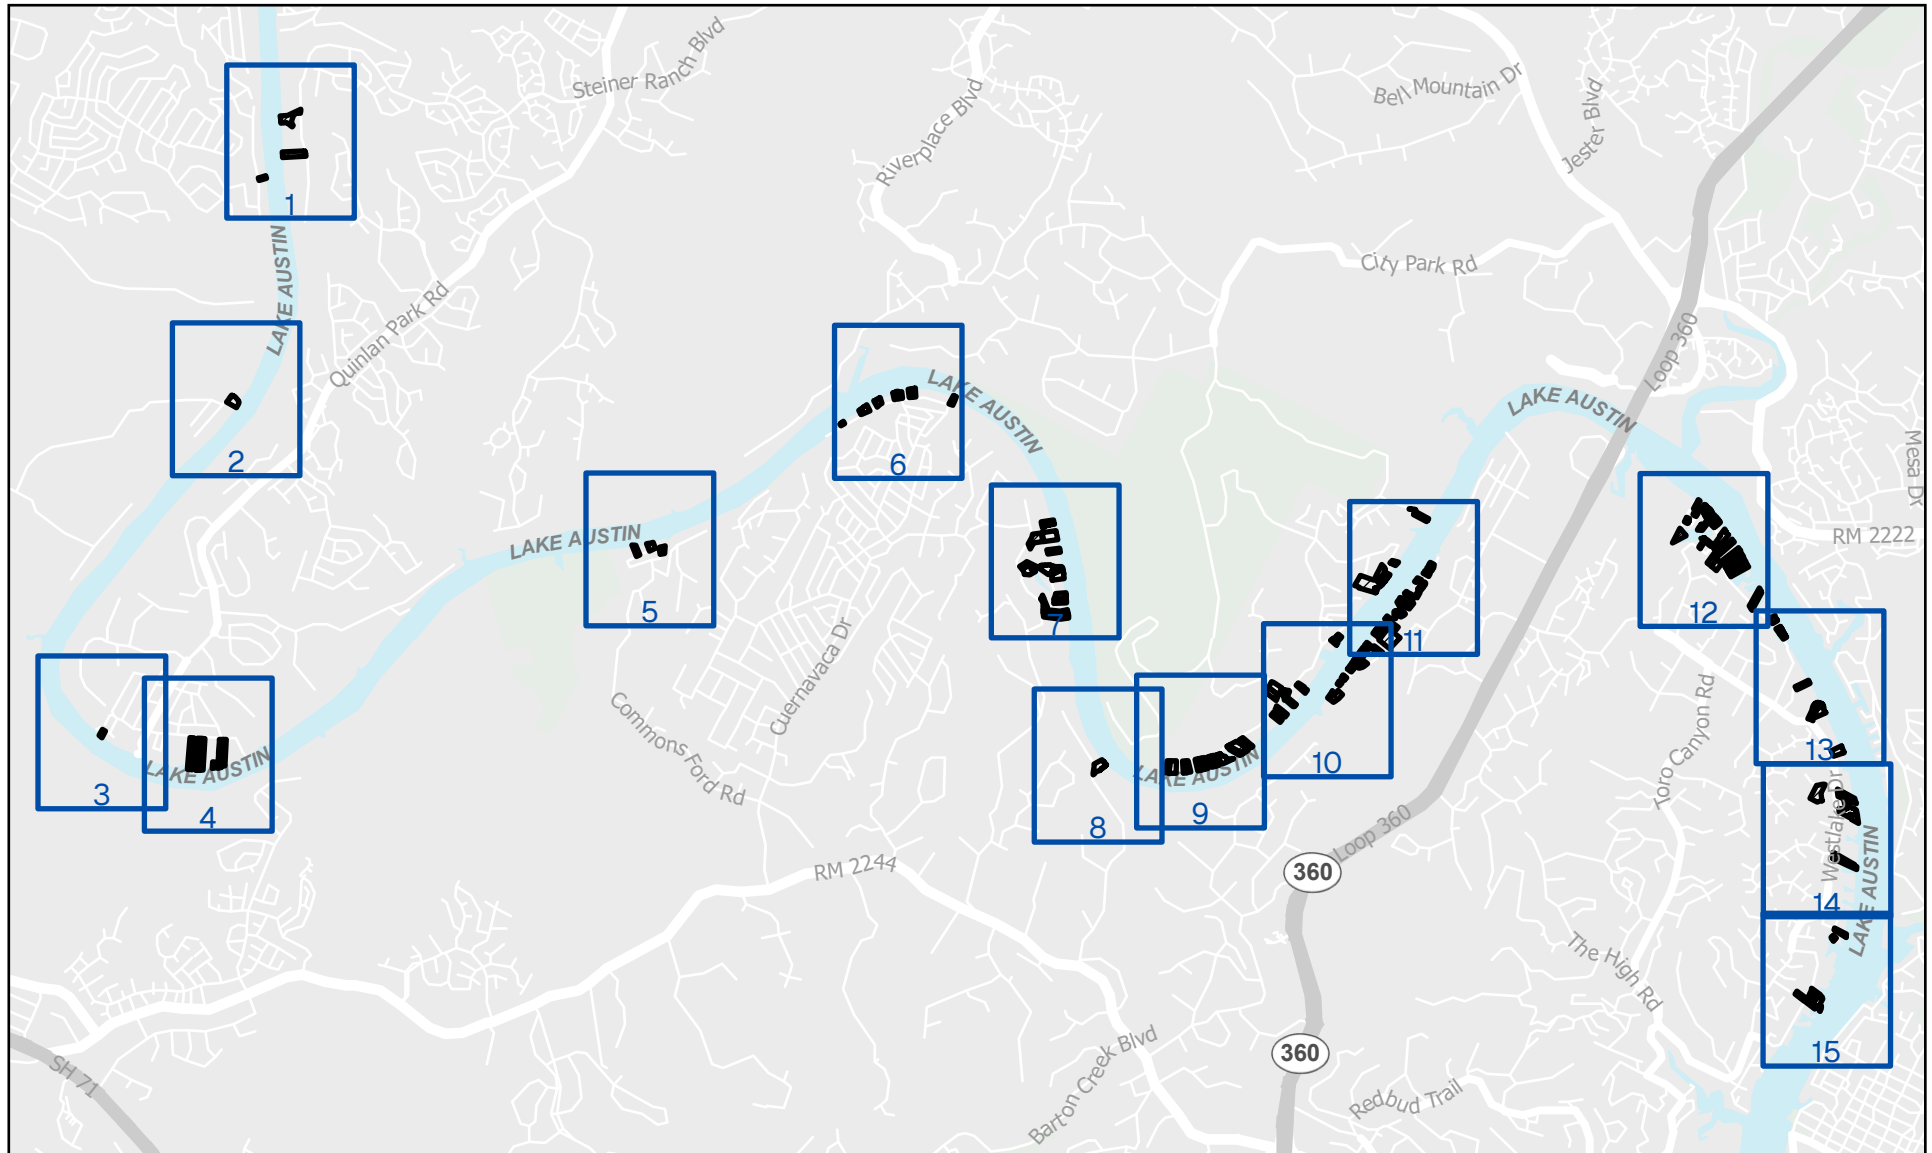 Steiner Ranch Blvd
Riverplace Blvd
Bell Mountain Dr
Jester Blvd
1
LAKE AUSTIN
City Park Rd
Quinlan Park Rd
Loop 360
2
6
LAKE AUSTIN
LAKE AUSTIN
Mesa Dr
RM 2222
LAKE AUSTIN
5
7
11
12
Cuernavaca Dr
Commons Ford Rd
Toro Canyon Rd
13
LAKE AUSTIN
3
4
LAKE AUSTIN
8
9
10
Westlake Dr
LAKE AUSTIN
14
Loop 360
RM 2244
360
The High Rd
15
360
SH 71
Barton Creek Blvd
Redbud Trail